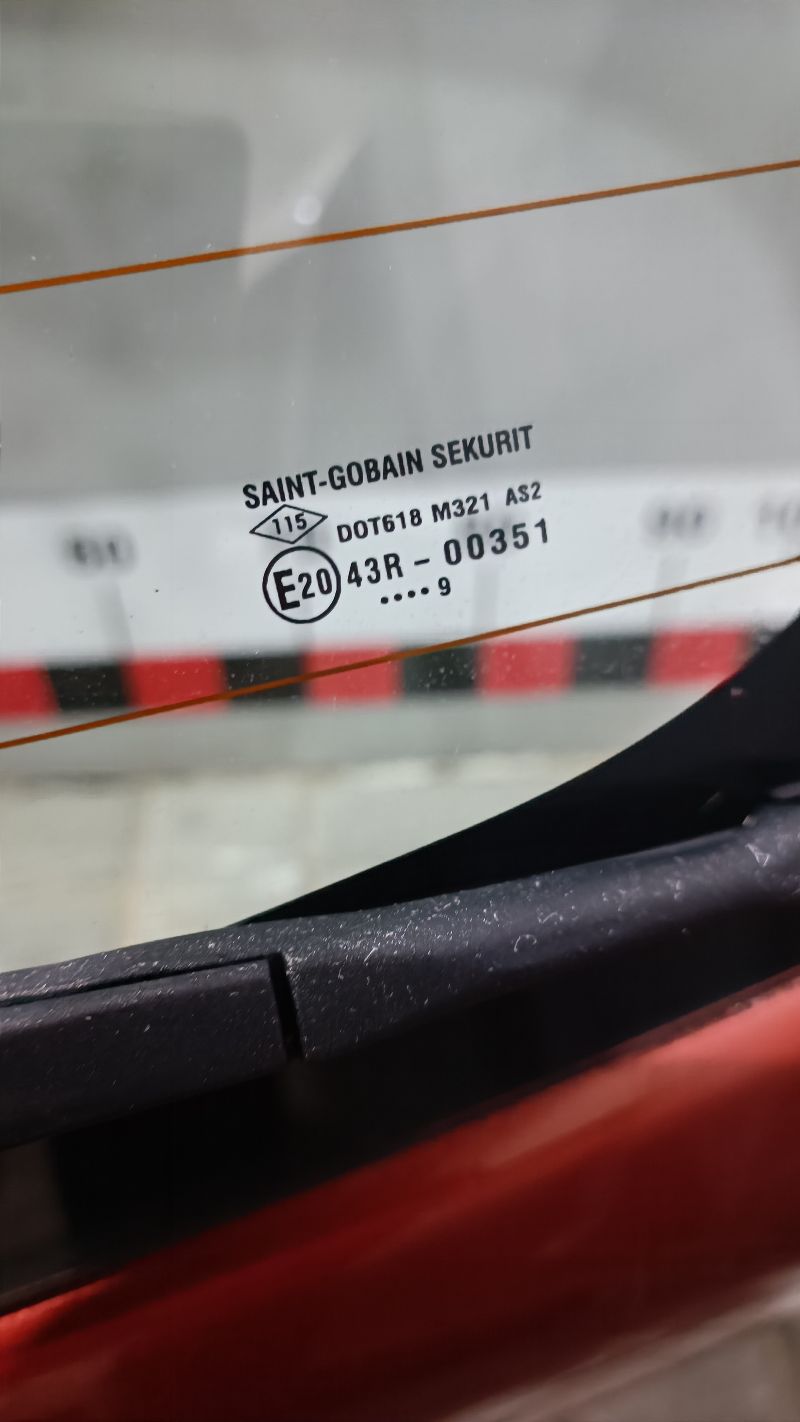 SAINT-GOBAIN SEKURIT
115 DOT618 M321 AS2
E20 43R - 00351
•••• 9